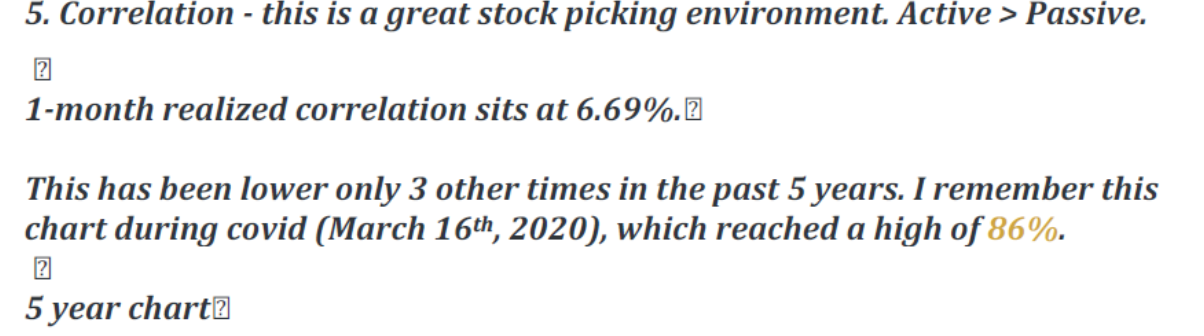 5. Correlation - this is a great stock picking environment. Active > Passive.
1-month realized correlation sits at 6.69%.
This has been lower only 3 other times in the past 5 years. I remember this
chart during covid (March 16th, 2020), which reached a high of 86%.
5 year chart